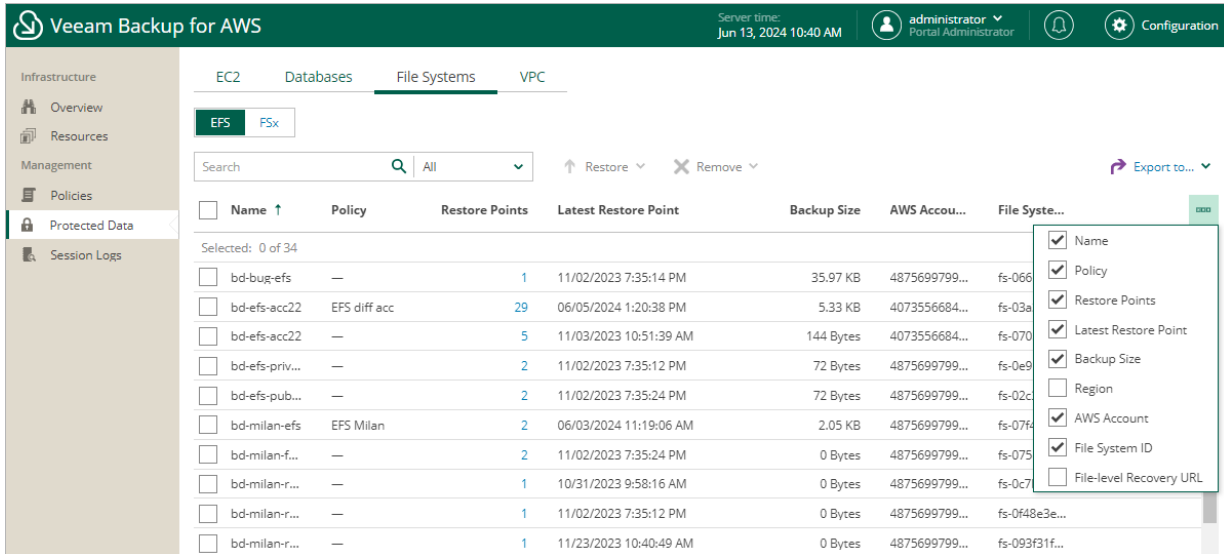 Veeam Backup for AWS
Server time:
Jun 13, 2024 10:40 AM
administrator
Portal Administrator
Configuration
Infrastructure
Overview
Resources
Management
Policies
Protected Data
Session Logs
EC2 Databases File Systems VPC
EFS FSx
Search All Restore Remove Export to...
Name ↑ Policy Restore Points Latest Restore Point Backup Size AWS Accou... File Syste...
Selected: 0 of 34
bd-bug-efs — 1 11/02/2023 7:35:14 PM 35.97 KB 4875699799... fs-066
bd-efs-acc22 EFS diff acc 29 06/05/2024 1:20:38 PM 5.33 KB 4073556684... fs-03a
bd-efs-acc22 — 5 11/03/2023 10:51:39 AM 144 Bytes 4073556684... fs-070
bd-efs-priv... — 2 11/02/2023 7:35:12 PM 72 Bytes 4875699799... fs-0e9
bd-efs-pub... — 2 11/02/2023 7:35:24 PM 72 Bytes 4875699799... fs-02c
bd-milan-efs EFS Milan 2 06/03/2024 11:19:06 AM 2.05 KB 4875699799... fs-07f4
bd-milan-f... — 2 11/02/2023 7:35:24 PM 0 Bytes 4875699799... fs-075
bd-milan-r... — 1 10/31/2023 9:58:16 AM 0 Bytes 4875699799... fs-0c7
bd-milan-r... — 1 11/02/2023 7:35:12 PM 0 Bytes 4875699799... fs-0f48e3e...
bd-milan-r... — 1 11/23/2023 10:40:49 AM 0 Bytes 4875699799... fs-093f31f...
Name
Policy
Restore Points
Latest Restore Point
Backup Size
Region
AWS Account
File System ID
File-level Recovery URL